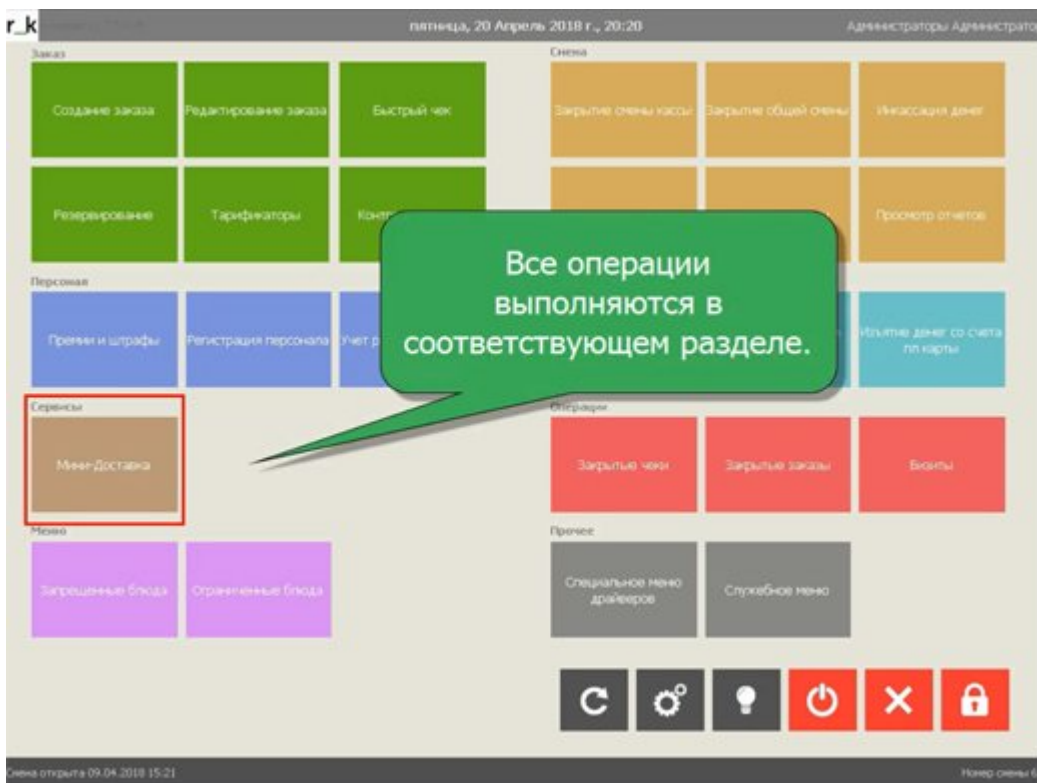 r_k
пятница, 20 Апрель 2018 г., 20:20
Администраторы Администрато
Заказ
Смена
Создание заказа
Редактирование заказа
Быстрый чек
Закрытие смены кассы
Закрытие общей смены
Инкассация денег
Резервирование
Тарификаторы
Просмотр отчетов
Все операции
выполняются в
соответствующем разделе.
Персонал
Премии и штрафы
Регистрация персонала
Учет р
Изъятие денег со счета
пл карты
Сервисы
Операции
Мини-Доставка
Закрытые чеки
Закрытые заказы
Визиты
Меню
Прочее
Запрещенные блюда
Ограниченные блюда
Специальное меню
драйверов
Служебное меню
Смена открыта 09.04.2018 15:21
Номер смены 6